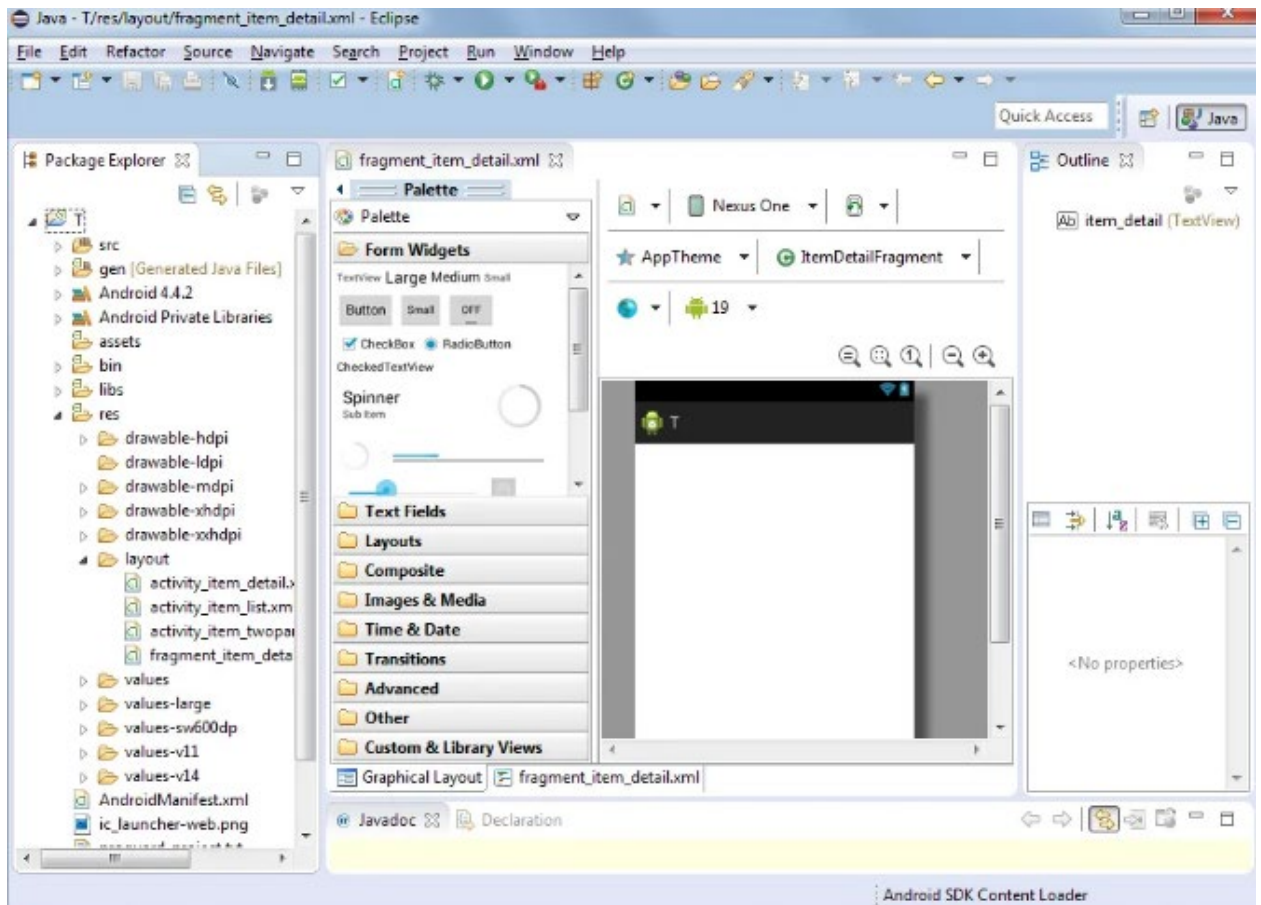 Java - T/res/layout/fragment_item_detail.xml - Eclipse
File Edit Refactor Source Navigate Search Project Run Window Help
Quick Access
Java
Package Explorer
T
src
gen [Generated Java Files]
Android 4.4.2
Android Private Libraries
assets
bin
libs
res
drawable-hdpi
drawable-ldpi
drawable-mdpi
drawable-xhdpi
drawable-xxhdpi
layout
activity_item_detail.x
activity_item_list.xm
activity_item_twopar
fragment_item_deta
values
values-large
values-sw600dp
values-v11
values-v14
AndroidManifest.xml
ic_launcher-web.png
fragment_item_detail.xml
Palette
Palette
Form Widgets
TextView Large Medium Small
Button Small OFF
CheckBox RadioButton
CheckedTextView
Spinner
Sub Item
Text Fields
Layouts
Composite
Images & Media
Time & Date
Transitions
Advanced
Other
Custom & Library Views
Graphical Layout fragment_item_detail.xml
Nexus One
AppTheme ItemDetailFragment
19
T
Outline
Ab item_detail (TextView)
<No properties>
@ Javadoc Declaration
Android SDK Content Loader